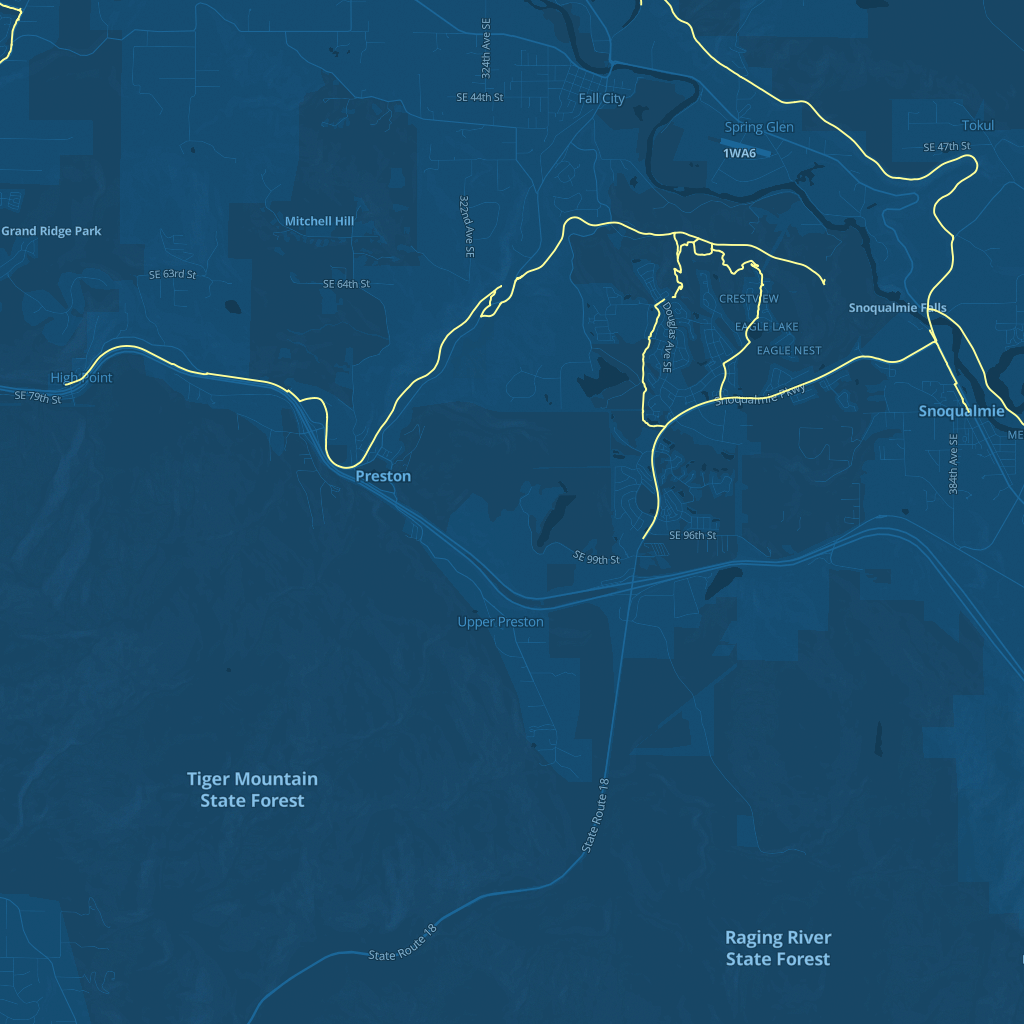 324th Ave SE
SE 44th St
Fall City
Spring Glen
Tokul
1WA6
SE 47th St
322nd Ave SE
Mitchell Hill
Grand Ridge Park
SE 63rd St
SE 64th St
CRESTVIEW
Snoqualmie Falls
EAGLE LAKE
Douglas Ave SE
EAGLE NEST
High Point
SE 79th St
Snoqualmie Pkwy
Snoqualmie
ME
384th Ave SE
Preston
SE 96th St
SE 99th St
Upper Preston
Tiger Mountain
State Forest
State Route 18
State Route 18
Raging River
State Forest